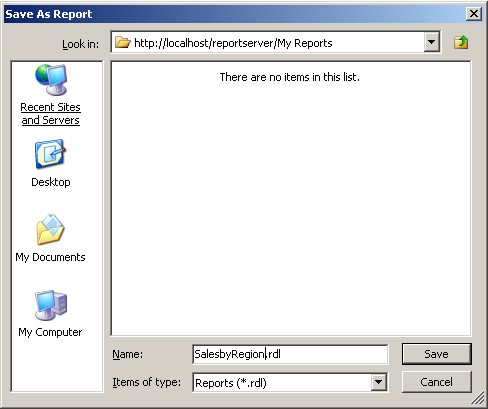 Save As Report
Look in:
http://localhost/reportserver/My Reports
There are no items in this list.
Recent Sites
and Servers
Desktop
My Documents
My Computer
Name:
SalesbyRegion.rdl
Save
Items of type:
Reports (*.rdl)
Cancel